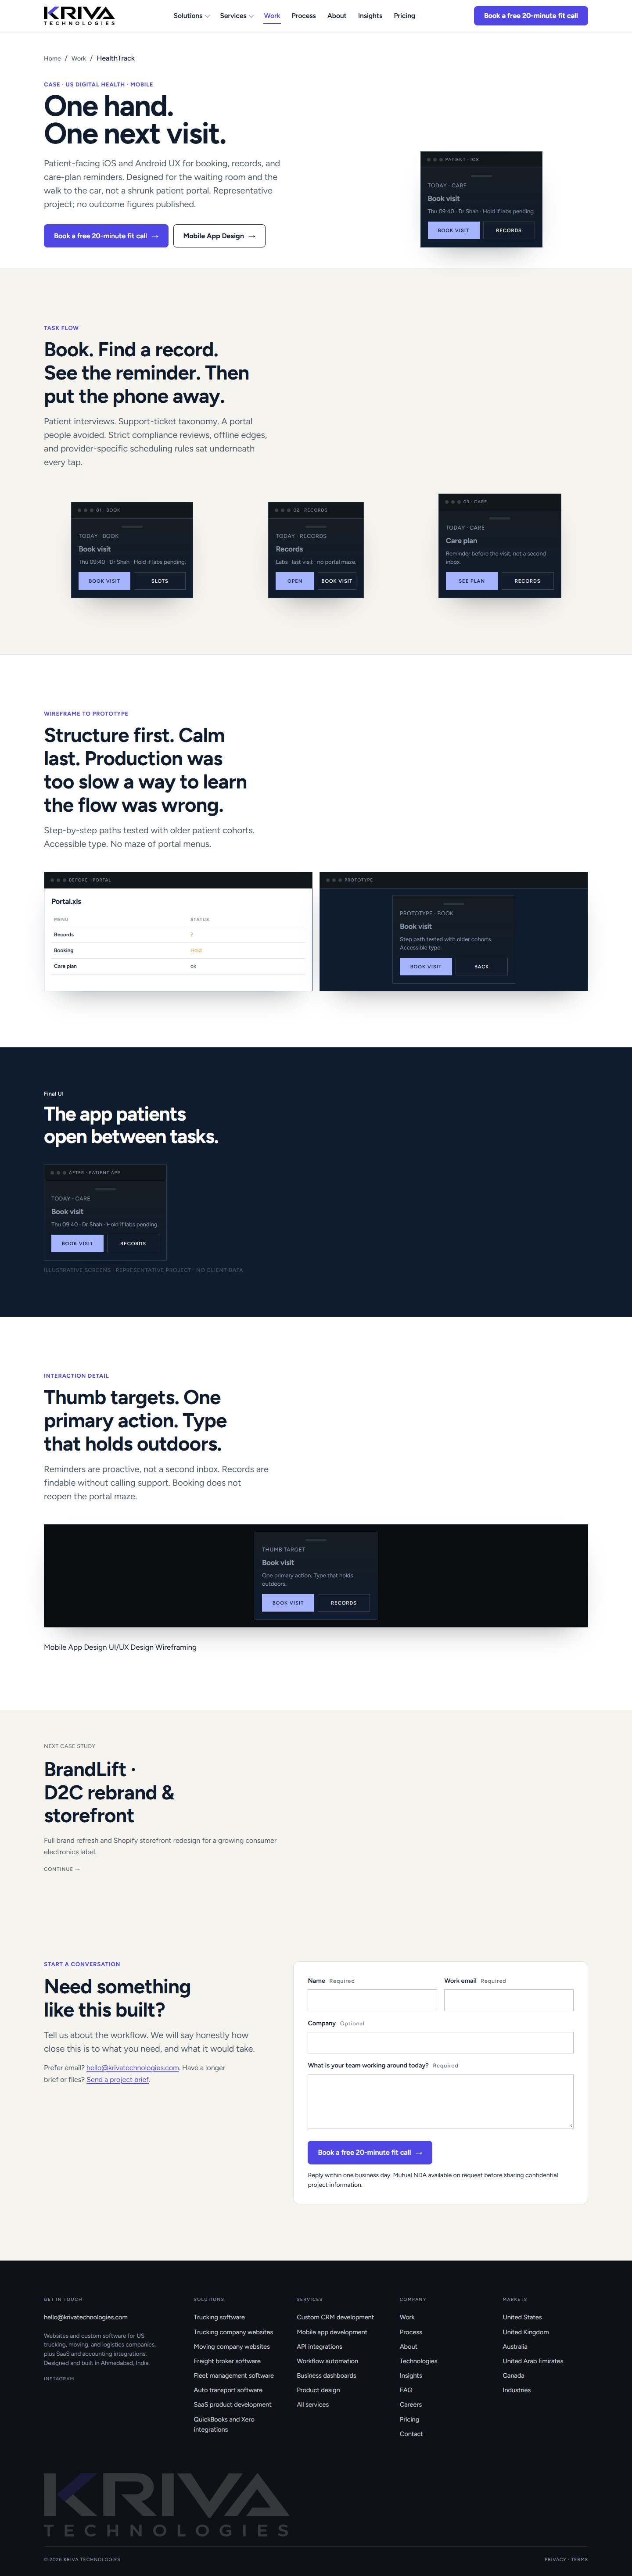 KRIVA
TECHNOLOGIES
Solutions Services Work Process About Insights Pricing
Book a free 20-minute fit call
Home / Work / HealthTrack
CASE · US DIGITAL HEALTH · MOBILE
One hand.
One next visit.
Patient-facing iOS and Android UX for booking, records, and
care-plan reminders. Designed for the waiting room and the
walk to the car, not a shrunk patient portal. Representative
project; no outcome figures published.
Book a free 20-minute fit call →
Mobile App Design →
PATIENT · IOS
TODAY · CARE
Book visit
Thu 09:40 · Dr Shah · Hold if labs pending.
BOOK VISIT
RECORDS
TASK FLOW
Book. Find a record.
See the reminder. Then
put the phone away.
Patient interviews. Support-ticket taxonomy. A portal
people avoided. Strict compliance reviews, offline edges,
and provider-specific scheduling rules sat underneath
every tap.
01 · BOOK
TODAY · BOOK
Book visit
Thu 09:40 · Dr Shah · Hold if labs pending.
BOOK VISIT
SLOTS
02 · RECORDS
TODAY · RECORDS
Records
Labs · last visit · no portal maze.
OPEN
BOOK VISIT
03 · CARE
TODAY · CARE
Care plan
Reminder before the visit, not a second
inbox.
SEE PLAN
RECORDS
WIREFRAME TO PROTOTYPE
Structure first. Calm
last. Production was
too slow a way to learn
the flow was wrong.
Step-by-step paths tested with older patient cohorts.
Accessible type. No maze of portal menus.
BEFORE · PORTAL
Portal.xls
MENU STATUS
Records ?
Booking Hold
Care plan ok
PROTOTYPE
PROTOTYPE · BOOK
Book visit
Step path tested with older cohorts.
Accessible type.
BOOK VISIT
BACK
Final UI
The app patients
open between tasks.
AFTER · PATIENT APP
TODAY · CARE
Book visit
Thu 09:40 · Dr Shah · Hold if labs pending.
BOOK VISIT
RECORDS
ILLUSTRATIVE SCREENS · REPRESENTATIVE PROJECT · NO CLIENT DATA
INTERACTION DETAIL
Thumb targets. One
primary action. Type
that holds outdoors.
Reminders are proactive, not a second inbox. Records are
findable without calling support. Booking does not
reopen the portal maze.
THUMB TARGET
Book visit
One primary action. Type that holds
outdoors.
BOOK VISIT
RECORDS
Mobile App Design UI/UX Design Wireframing
NEXT CASE STUDY
BrandLift ·
D2C rebrand &
storefront
Full brand refresh and Shopify storefront redesign for a growing consumer
electronics label.
CONTINUE →
START A CONVERSATION
Need something
like this built?
Tell us about the workflow. We will say honestly how
close this is to what you need, and what it would take.
Prefer email? hello@krivatechnologies.com. Have a longer
brief or files? Send a project brief.
Name Required
Work email Required
Company Optional
What is your team working around today? Required
Book a free 20-minute fit call →
Reply within one business day. Mutual NDA available on request before sharing confidential
project information.
GET IN TOUCH
hello@krivatechnologies.com
Websites and custom software for US
trucking, moving, and logistics companies,
plus SaaS and accounting integrations.
Designed and built in Ahmedabad, India.
INSTAGRAM
SOLUTIONS
Trucking software
Trucking company websites
Moving company websites
Freight broker software
Fleet management software
Auto transport software
SaaS product development
QuickBooks and Xero
integrations
SERVICES
Custom CRM development
Mobile app development
API integrations
Workflow automation
Business dashboards
Product design
All services
COMPANY
Work
Process
About
Technologies
Insights
FAQ
Careers
Pricing
Contact
MARKETS
United States
United Kingdom
Australia
United Arab Emirates
Canada
Industries
KRIVA
TECHNOLOGIES
© 2026 KRIVA TECHNOLOGIES
PRIVACY · TERMS